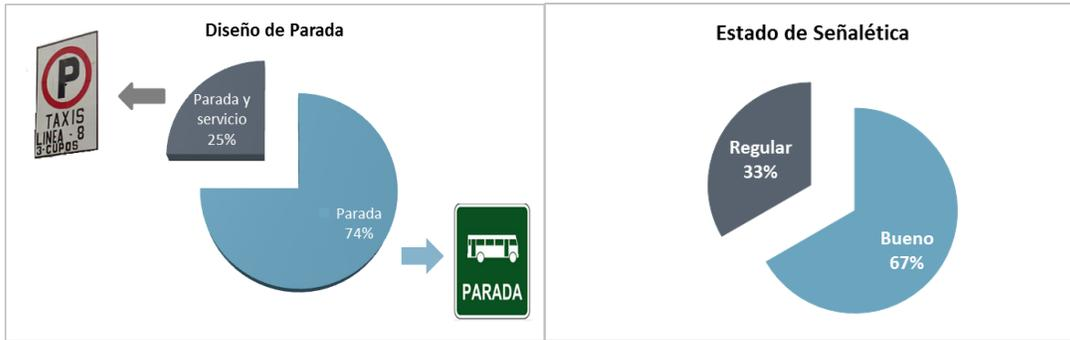 Diseño de Parada
P
TAXIS
LINEA - 8
3-CUPOS
Parada y
servicio
25%
Parada
74%
PARADA
Estado de Señalética
Regular
33%
Bueno
67%